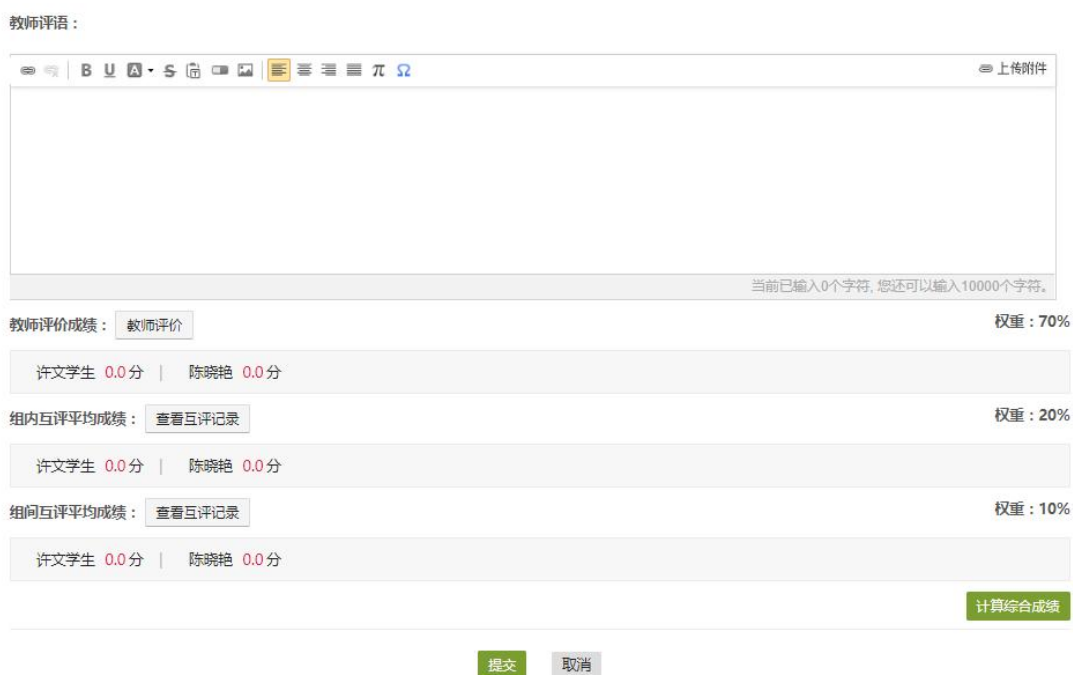 教师评语：
B U A S T π Ω 上传附件
当前已输入0个字符, 您还可以输入10000个字符。
教师评价成绩： 教师评价 权重：70%
许文学生 0.0分 | 陈晓艳 0.0分
组内互评平均成绩： 查看互评记录 权重：20%
许文学生 0.0分 | 陈晓艳 0.0分
组间互评平均成绩： 查看互评记录 权重：10%
许文学生 0.0分 | 陈晓艳 0.0分
计算综合成绩
提交 取消